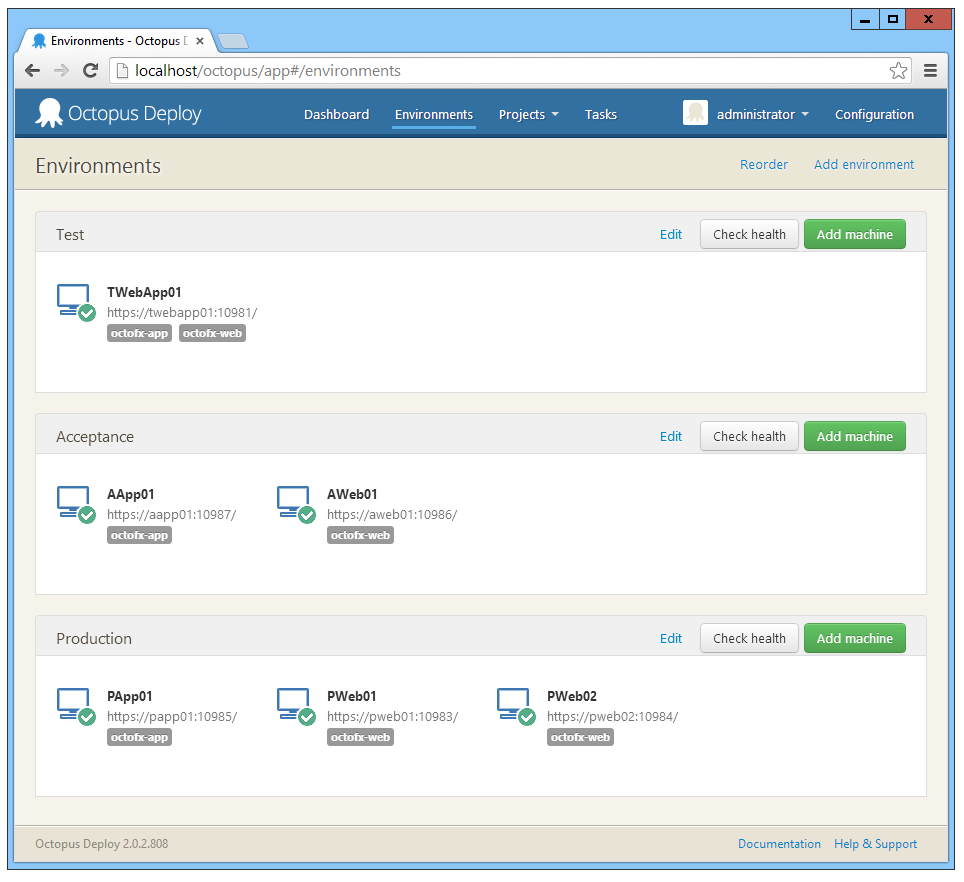 Environments - Octopus D
localhost/octopus/app#/environments
Octopus Deploy Dashboard Environments Projects Tasks administrator Configuration
Environments Reorder Add environment
Test Edit Check health Add machine
TWebApp01
https://twebapp01:10981/
octofx-app octofx-web
Acceptance Edit Check health Add machine
AApp01 AWeb01
https://aapp01:10987/ https://aweb01:10986/
octofx-app octofx-web
Production Edit Check health Add machine
PApp01 PWeb01 PWeb02
https://papp01:10985/ https://pweb01:10983/ https://pweb02:10984/
octofx-app octofx-web octofx-web
Octopus Deploy 2.0.2.808 Documentation Help & Support